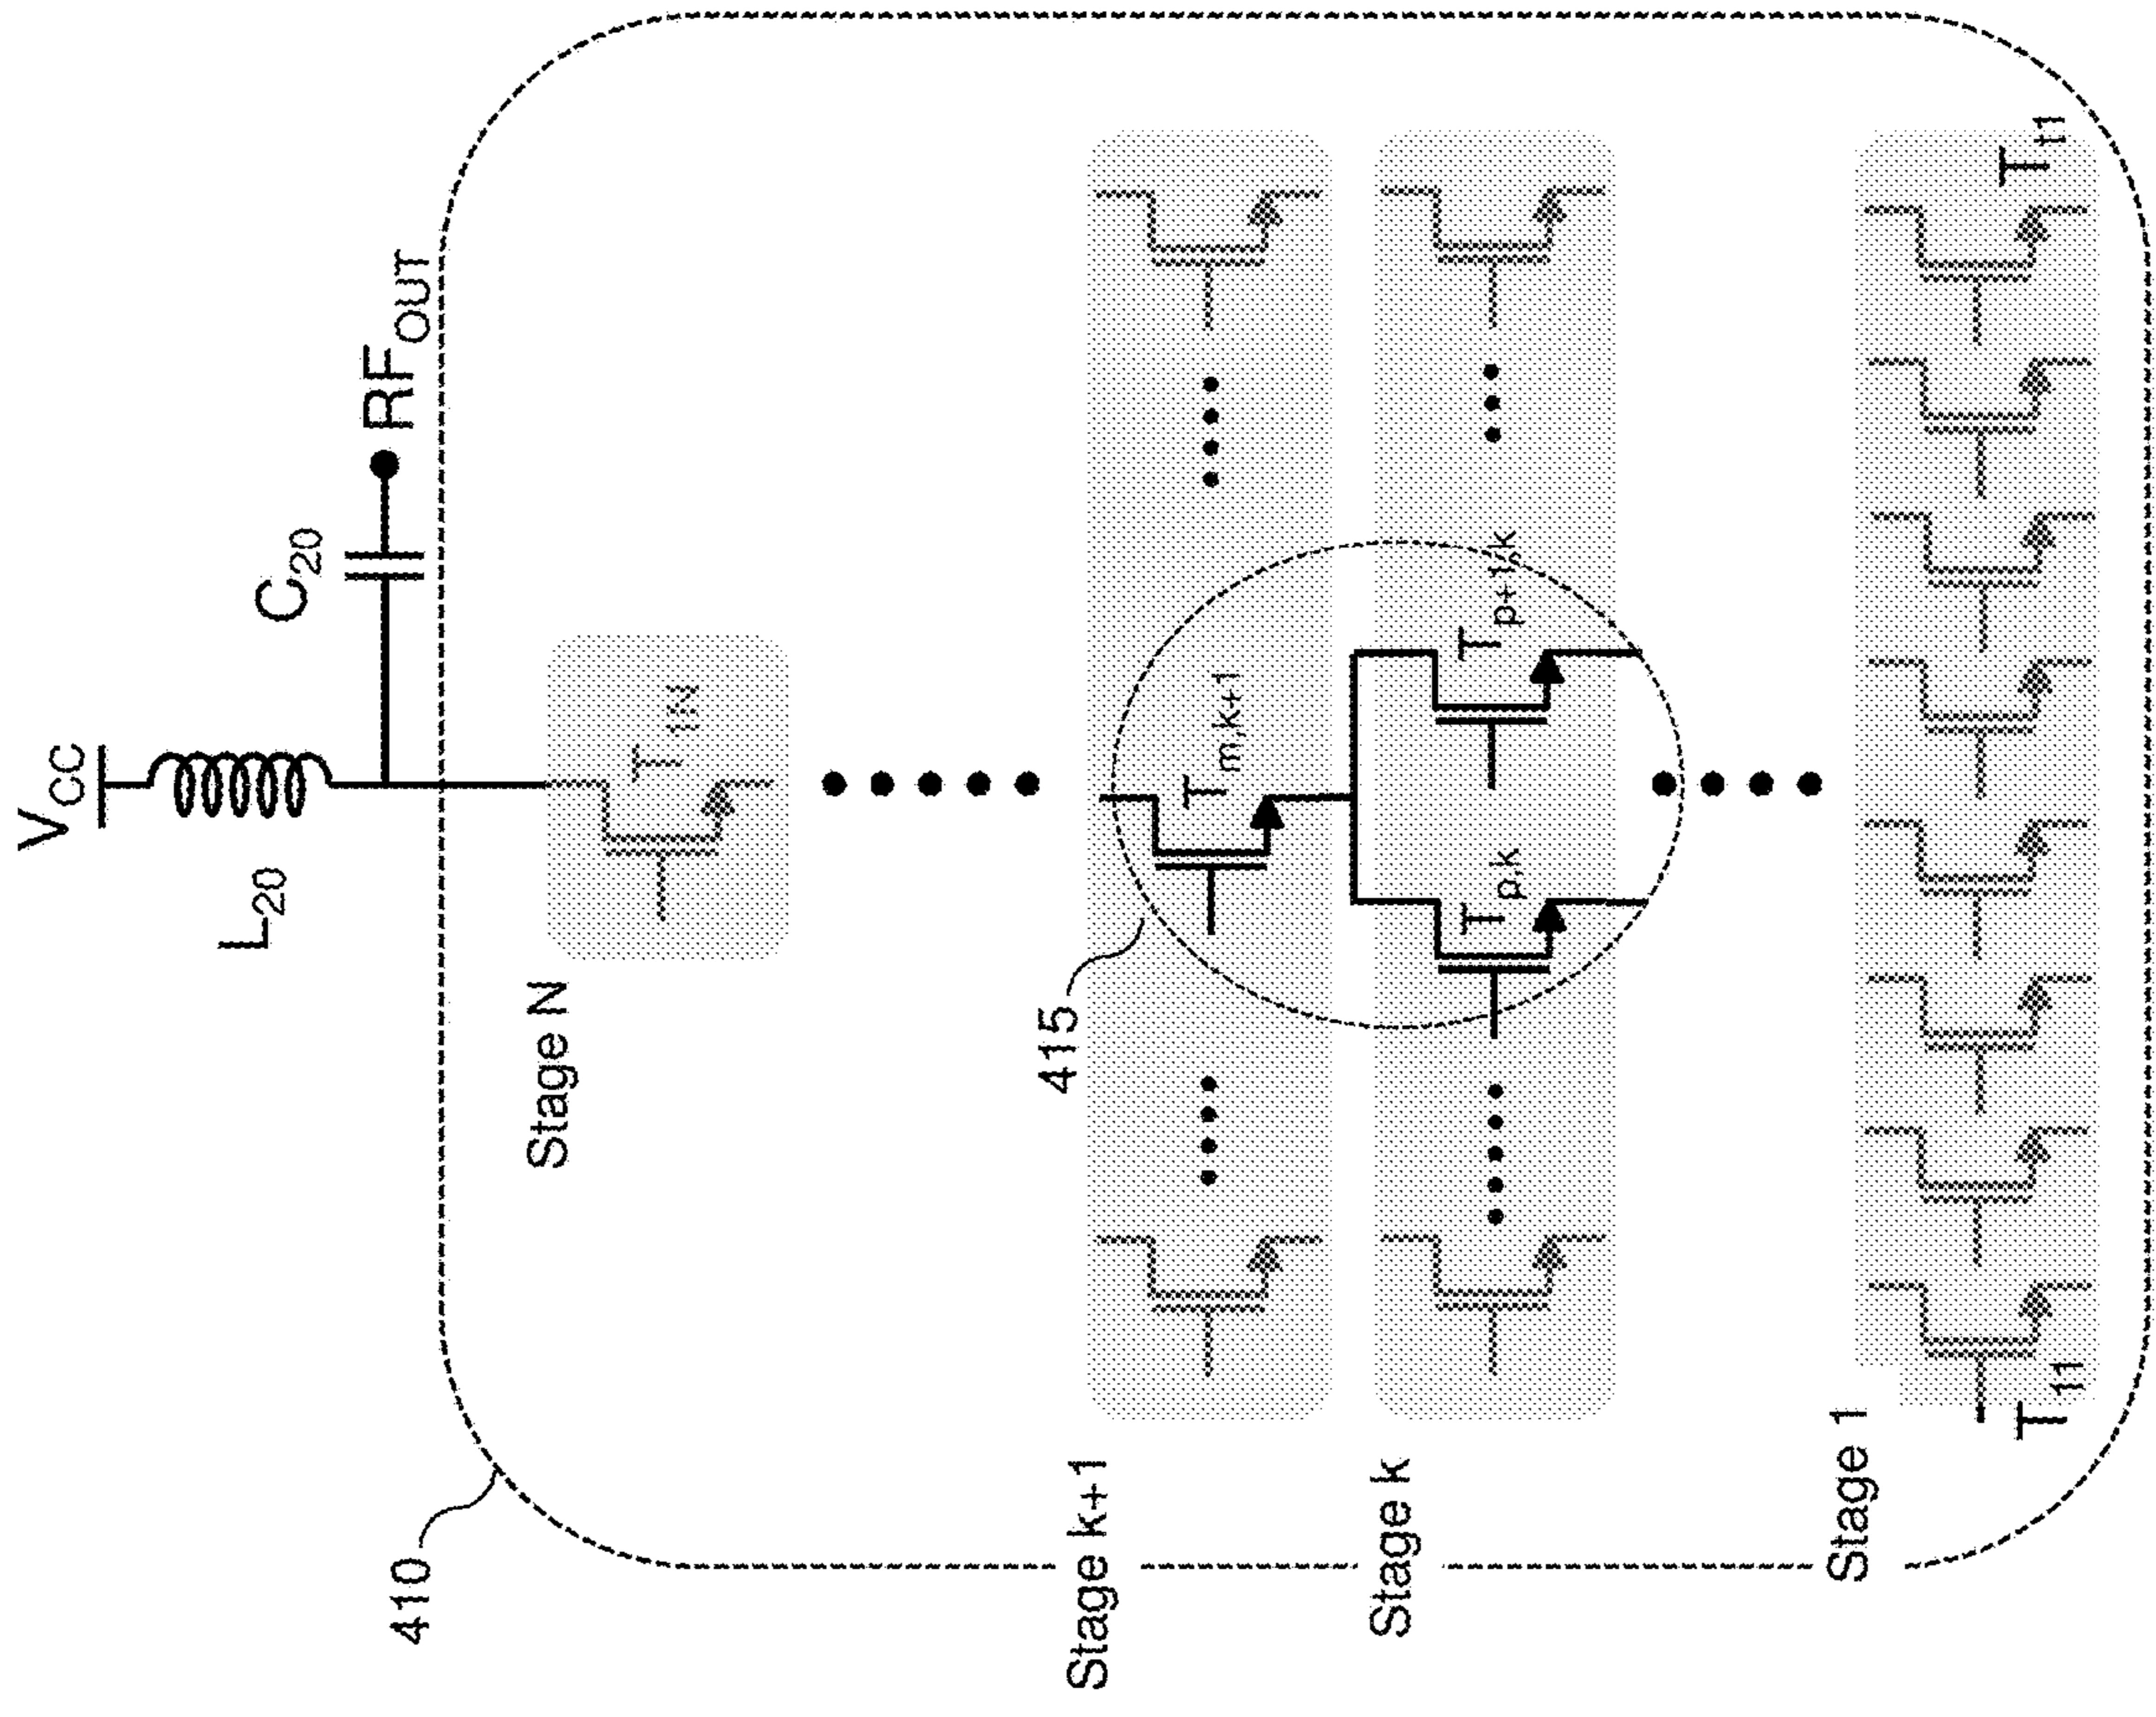 V_CC
L_20
C_20
RF_OUT
410
Stage N
T_1N
415
Stage k+1
T_m,k+1
Stage k
T_p,k
T_p+1,k
Stage 1
T_11
T_t1